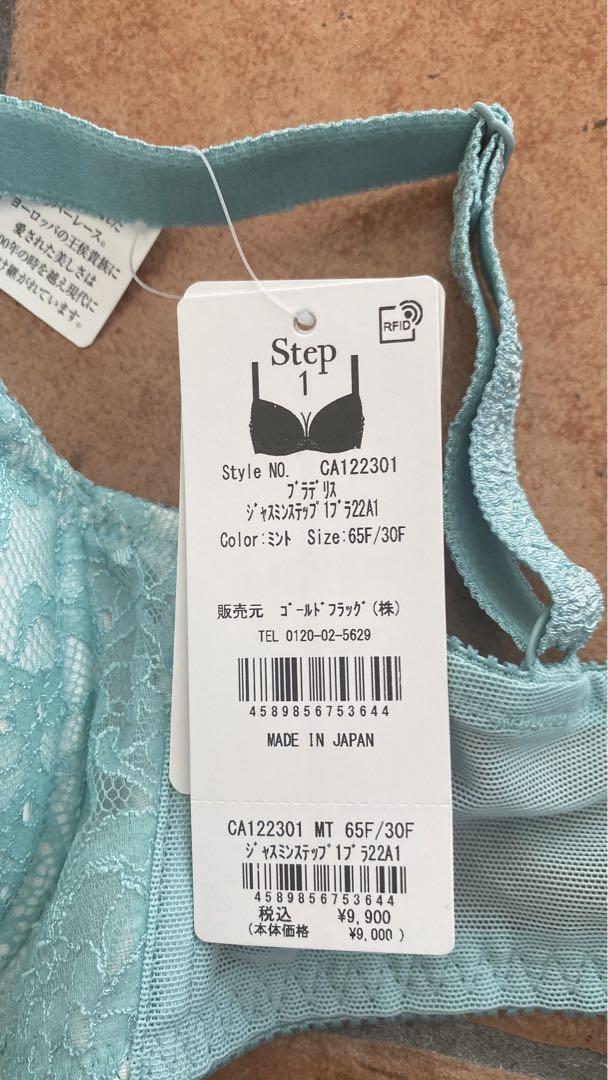 ヨーロッパの王侯貴族に
愛された美しさは
年の時を越え現代に
継がれています。
RFID
Step
1
Style NO. CA122301
ﾌﾞﾗﾃﾞﾘｽ
ｼﾞｬｽﾐﾝｽﾃｯﾌﾟ1ﾌﾞﾗ22A1
Color:ﾐﾝﾄ Size:65F/30F
販売元 ｺﾞｰﾙﾄﾞﾌﾗｯｸﾞ(株)
TEL 0120-02-5629
4589856753644
MADE IN JAPAN
CA122301 MT 65F/30F
ｼﾞｬｽﾐﾝｽﾃｯﾌﾟ1ﾌﾞﾗ22A1
4589856753644
税込 ¥9,900
(本体価格 ¥9,000)